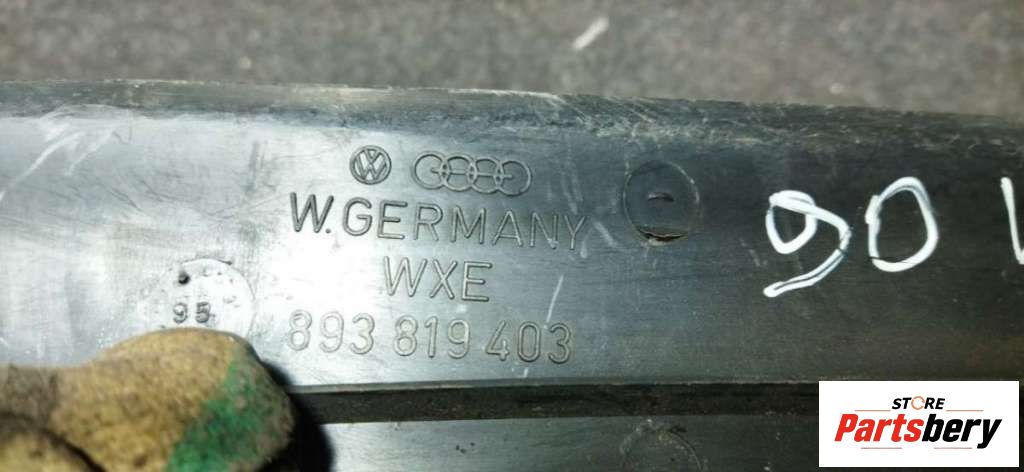 W. GERMANY
WXE
95
893 819 403
90
STORE
Partsbery